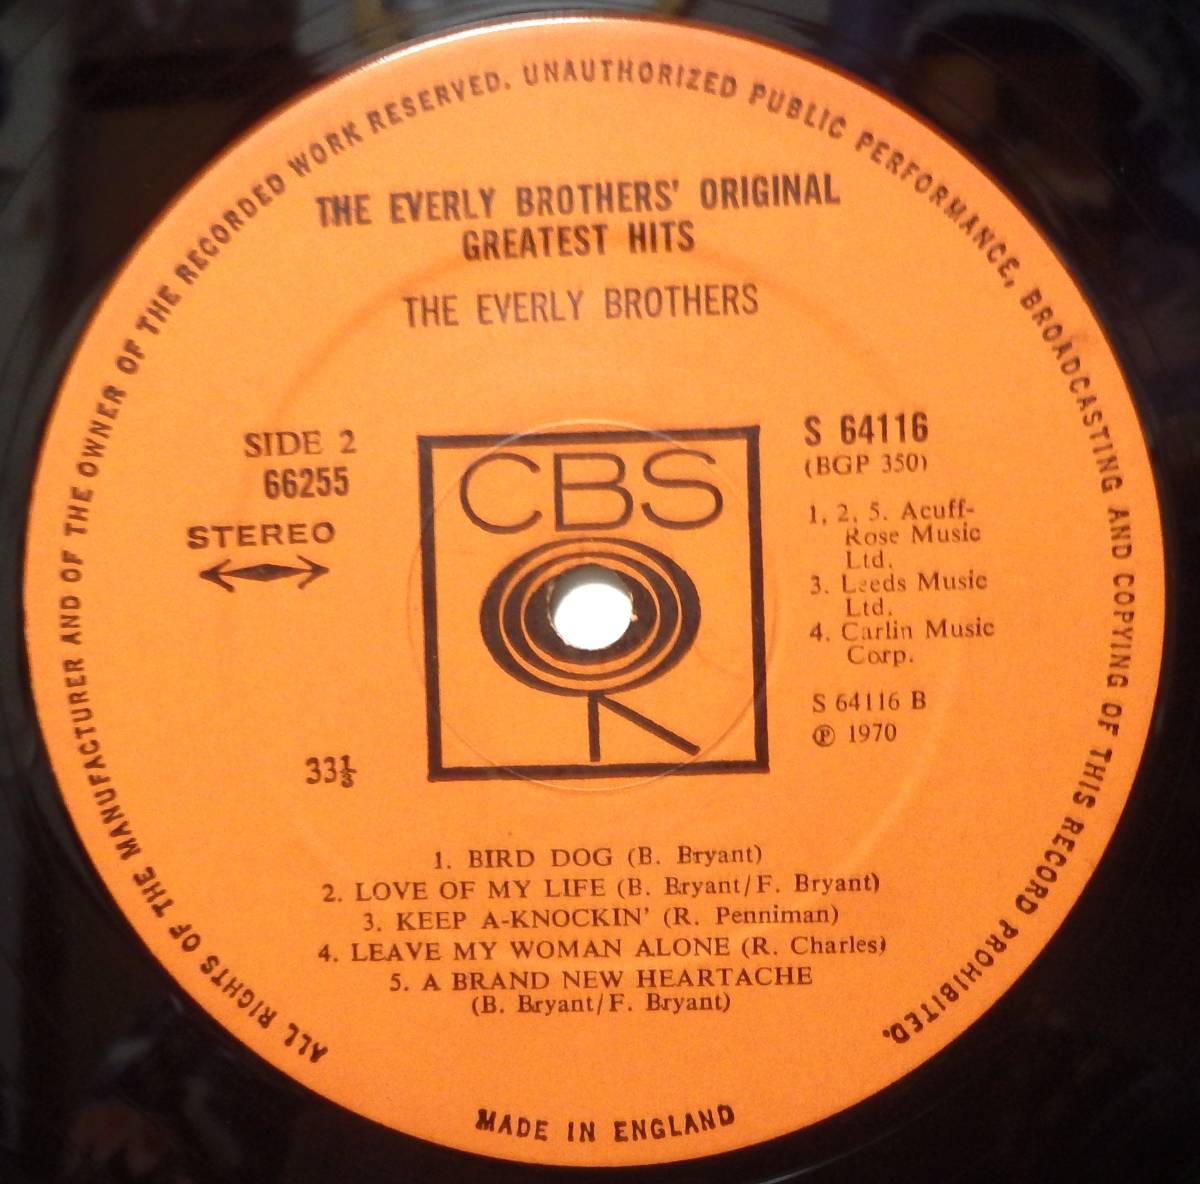 ALL RIGHTS OF THE MANUFACTURER AND OF THE OWNER OF THE RECORDED WORK RESERVED. UNAUTHORIZED PUBLIC PERFORMANCE, BROADCASTING AND COPYING OF THIS RECORD PROHIBITED.
THE EVERLY BROTHERS' ORIGINAL
GREATEST HITS
THE EVERLY BROTHERS
SIDE 2
66255
STEREO
33⅓
CBS
S 64116
(BGP 350)
1, 2, 5. Acuff-
Rose Music
Ltd.
3. Leeds Music
Ltd.
4. Carlin Music
Corp.
S 64116 B
℗ 1970
1. BIRD DOG (B. Bryant)
2. LOVE OF MY LIFE (B. Bryant/F. Bryant)
3. KEEP A-KNOCKIN' (R. Penniman)
4. LEAVE MY WOMAN ALONE (R. Charles)
5. A BRAND NEW HEARTACHE
(B. Bryant/F. Bryant)
MADE IN ENGLAND